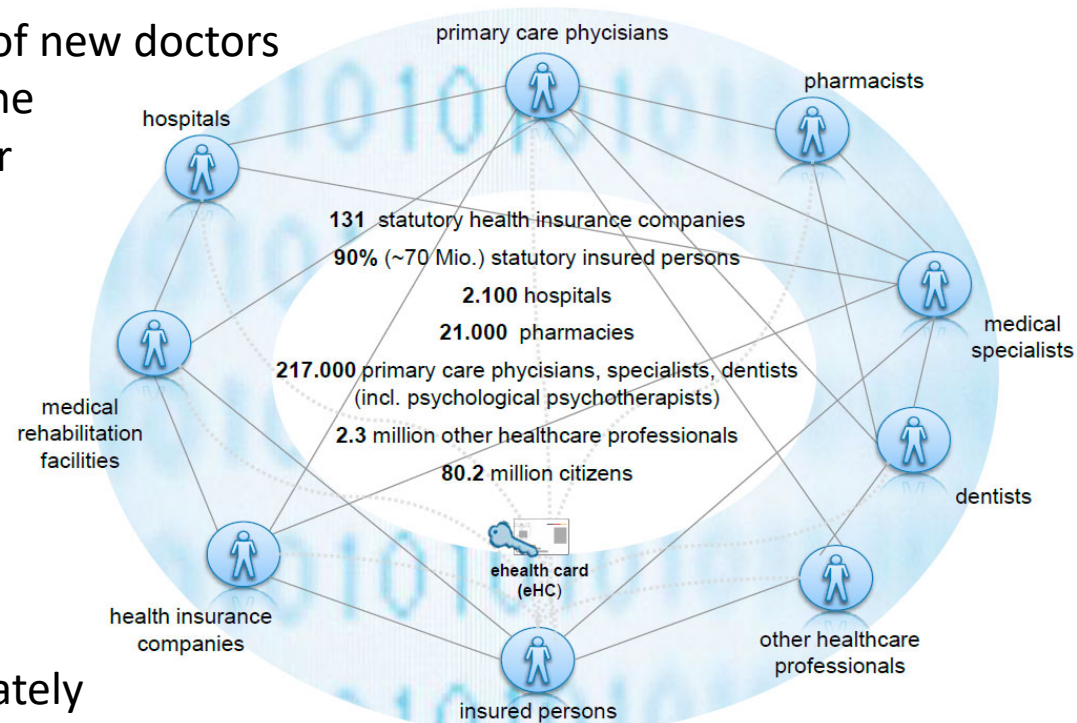 of new doctors
ne
r
primary care phycisians
pharmacists
hospitals
131 statutory health insurance companies
90% (~70 Mio.) statutory insured persons
2.100 hospitals
21.000 pharmacies
medical
specialists
217.000 primary care phycisians, specialists, dentists
(incl. psychological psychotherapists)
medical
rehabilitation
facilities
2.3 million other healthcare professionals
80.2 million citizens
dentists
ehealth card
(eHC)
health insurance
companies
other healthcare
professionals
ately
insured persons